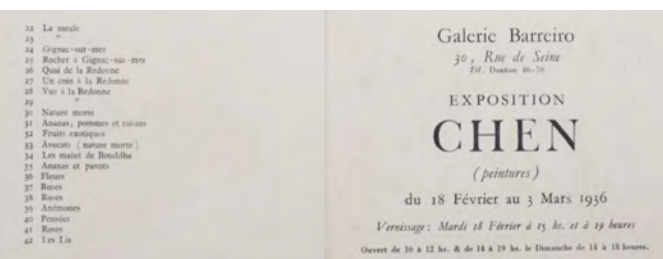 22 La meule
23 "
24 Gignac-sur-mer
25 Rocher à Gignac-sur-mer
26 Quai de la Redonne
27 Un coin à la Redonne
28 Vue à la Redonne
29 "
30 Nature morte
31 Ananas, pommes et raisins
32 Fruits exotiques
33 Avocats (nature morte)
34 Les maint de Bouddha
35 Ananas et pavots
36 Fleurs
37 Roses
38 Roses
39 Anémones
40 Pensées
41 Roses
42 Les Lis
Galerie Barreiro
30, Rue de Seine
Tél. Danton 46-76
EXPOSITION
CHEN
(peintures)
du 18 Février au 3 Mars 1936
Vernissage : Mardi 18 Février à 15 hs. et à 19 heures
Ouvert de 10 à 12 hs. & de 14 à 19 hs. le Dimanche de 14 à 18 heures.